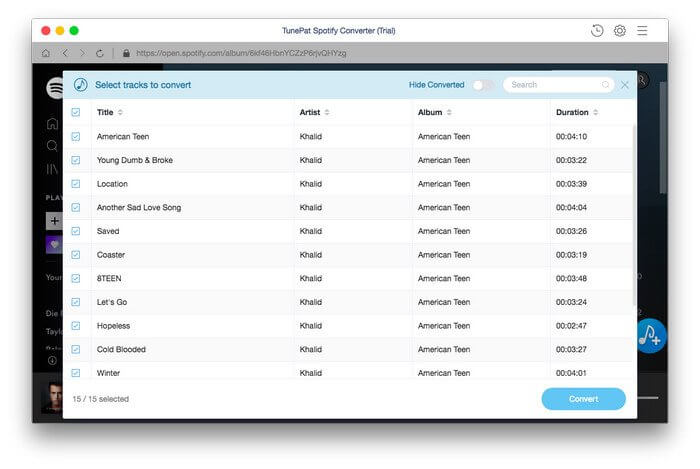 TunePat Spotify Converter (Trial)
https://open.spotify.com/album/6kf46HbnYCZzP6rjvQHYzg
Select tracks to convert
Hide Converted
Search
Title Artist Album Duration
American Teen Khalid American Teen 00:04:10
Young Dumb & Broke Khalid American Teen 00:03:22
Location Khalid American Teen 00:03:39
Another Sad Love Song Khalid American Teen 00:04:04
PLAY
Saved Khalid American Teen 00:03:26
Coaster Khalid American Teen 00:03:19
Your
8TEEN Khalid American Teen 00:03:48
Let's Go Khalid American Teen 00:03:24
Die
Hopeless Khalid American Teen 00:02:47
Taylo
Cold Blooded Khalid American Teen 00:03:27
Winter Khalid American Teen 00:04:01
15 / 15 selected
Convert